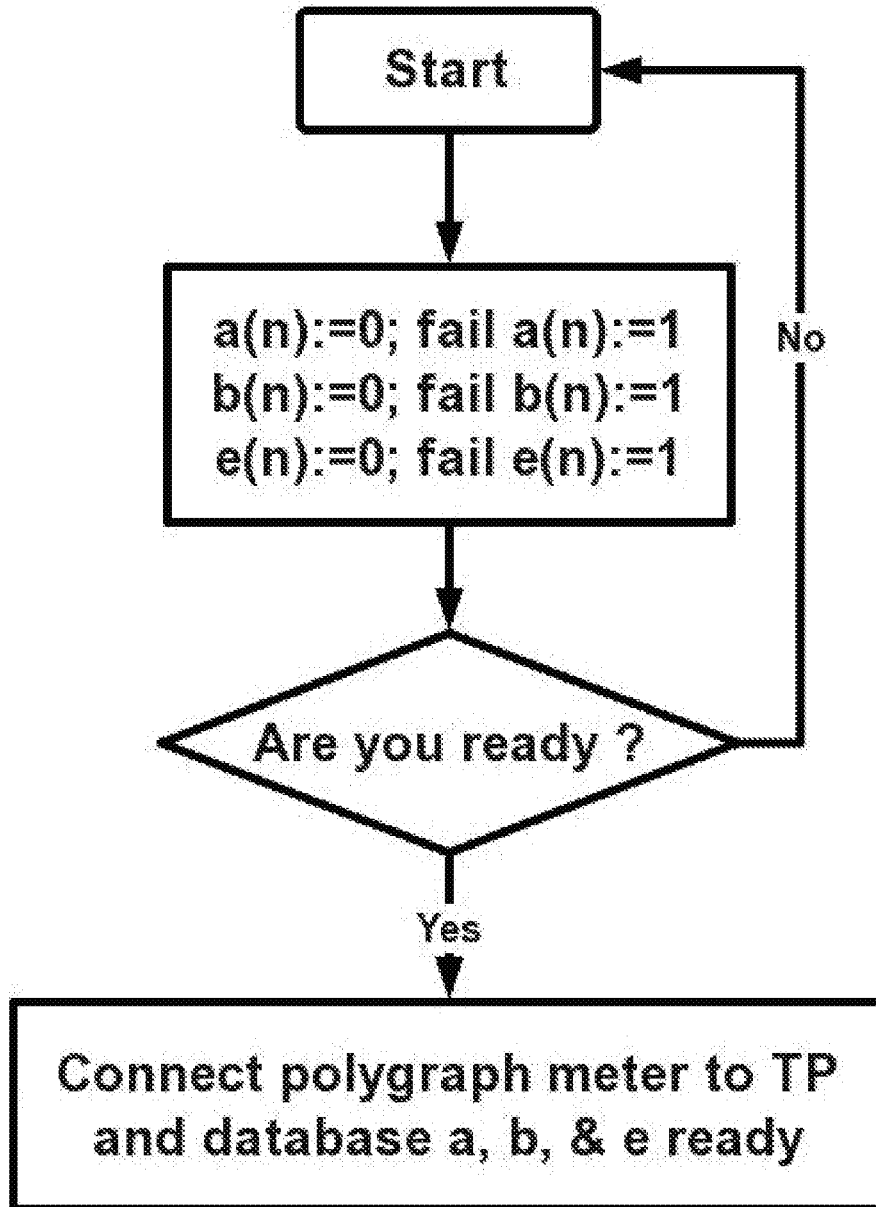 Start
a(n):=0; fail a(n):=1
b(n):=0; fail b(n):=1
e(n):=0; fail e(n):=1
No
Are you ready ?
Yes
Connect polygraph meter to TP
and database a, b, & e ready